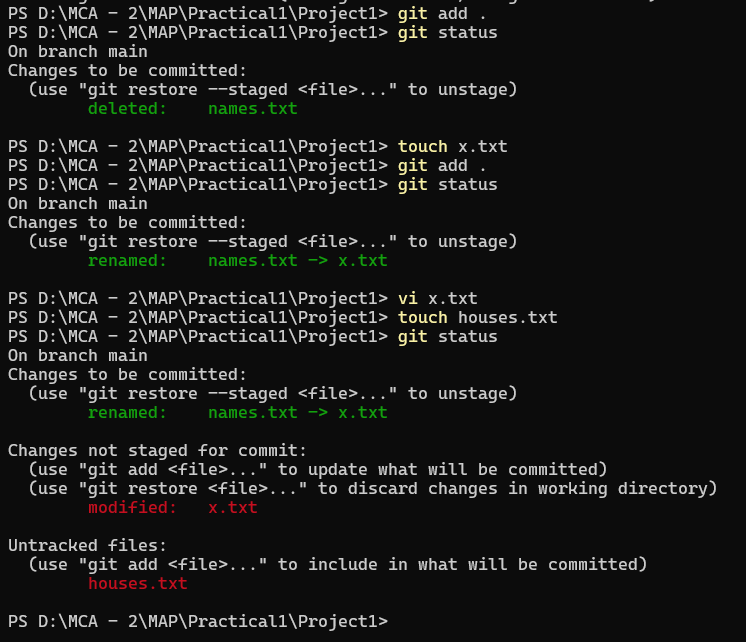 PS D:\MCA - 2\MAP\Practical1\Project1> git add .
PS D:\MCA - 2\MAP\Practical1\Project1> git status
On branch main
Changes to be committed:
  (use "git restore --staged <file>..." to unstage)
        deleted:    names.txt

PS D:\MCA - 2\MAP\Practical1\Project1> touch x.txt
PS D:\MCA - 2\MAP\Practical1\Project1> git add .
PS D:\MCA - 2\MAP\Practical1\Project1> git status
On branch main
Changes to be committed:
  (use "git restore --staged <file>..." to unstage)
        renamed:    names.txt -> x.txt

PS D:\MCA - 2\MAP\Practical1\Project1> vi x.txt
PS D:\MCA - 2\MAP\Practical1\Project1> touch houses.txt
PS D:\MCA - 2\MAP\Practical1\Project1> git status
On branch main
Changes to be committed:
  (use "git restore --staged <file>..." to unstage)
        renamed:    names.txt -> x.txt

Changes not staged for commit:
  (use "git add <file>..." to update what will be committed)
  (use "git restore <file>..." to discard changes in working directory)
        modified:   x.txt

Untracked files:
  (use "git add <file>..." to include in what will be committed)
        houses.txt

PS D:\MCA - 2\MAP\Practical1\Project1>